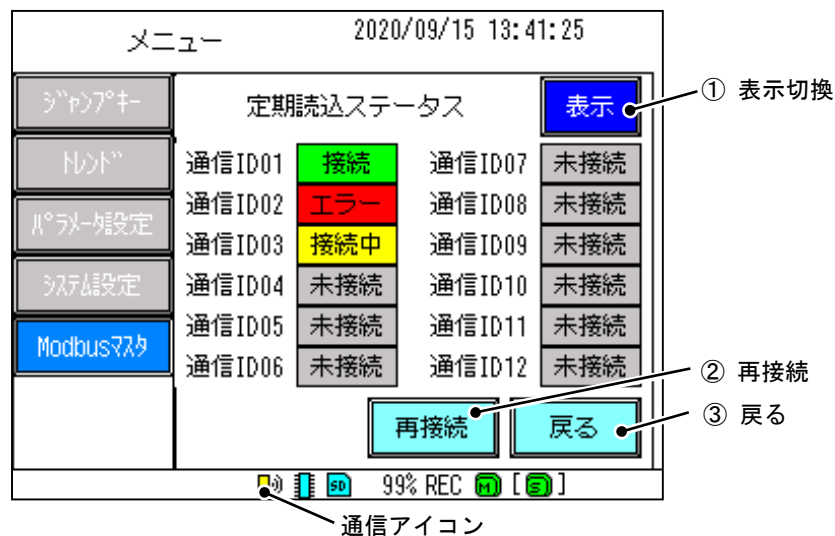 メニュー 2020/09/15 13:41:25
ジャンプキー 定期読込ステータス 表示 ① 表示切換
トレンド 通信ID01 接続 通信ID07 未接続
通信ID02 エラー 通信ID08 未接続
パラメータ設定 通信ID03 接続中 通信ID09 未接続
システム設定 通信ID04 未接続 通信ID10 未接続
通信ID05 未接続 通信ID11 未接続
Modbusマスタ 通信ID06 未接続 通信ID12 未接続
② 再接続
再接続 戻る ③ 戻る
SD 99% REC M [S]
通信アイコン